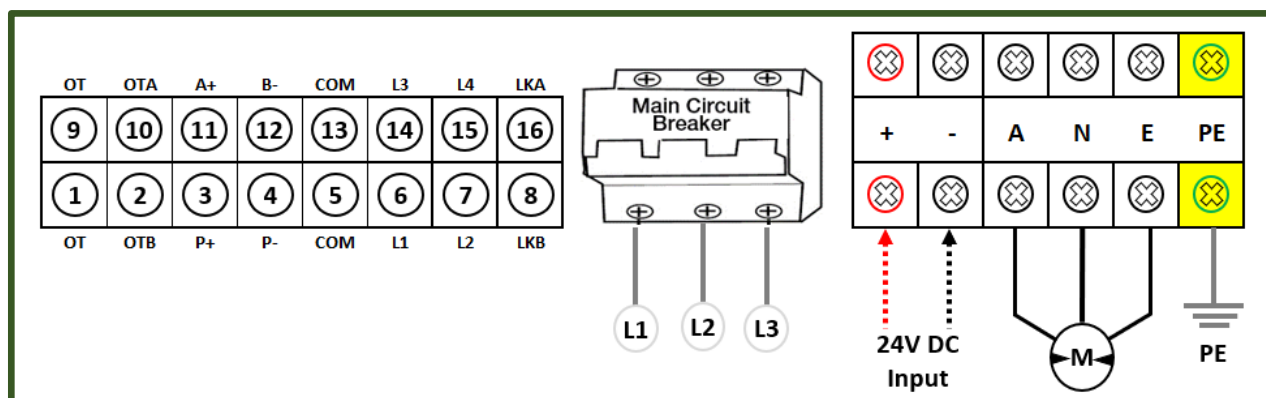 OT OTA A+ B- COM L3 L4 LKA
9 10 11 12 13 14 15 16
1 2 3 4 5 6 7 8
OT OTB P+ P- COM L1 L2 LKB
Main Circuit
Breaker
L1 L2 L3
+ - A N E PE
24V DC
Input
M
PE